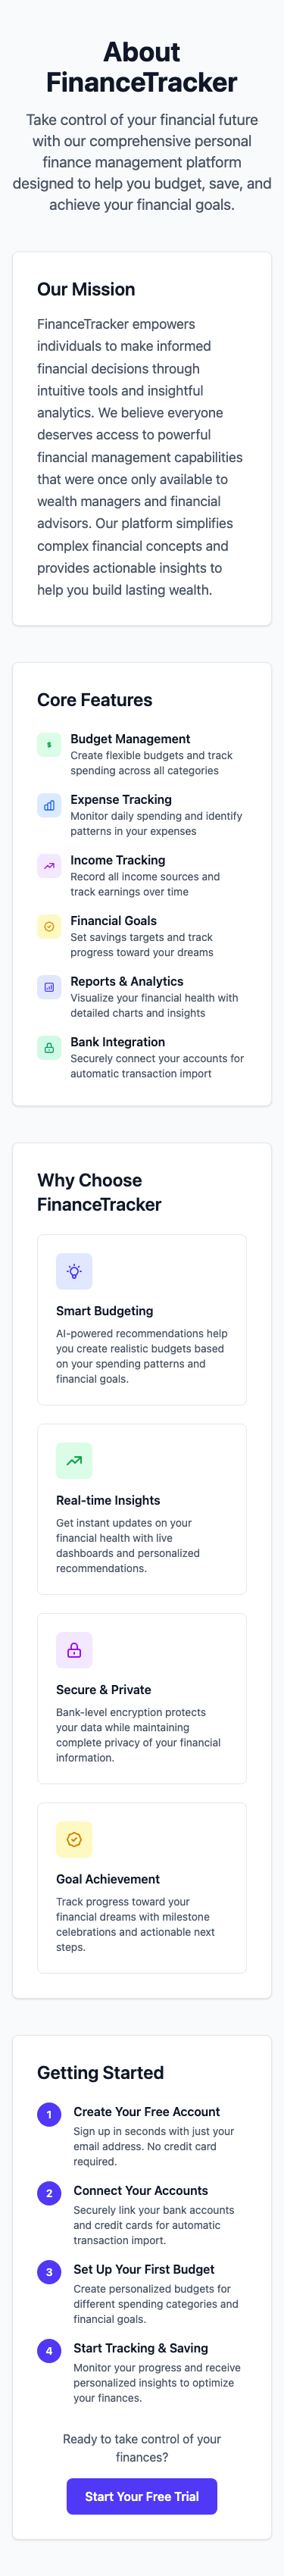 About
FinanceTracker
Take control of your financial future
with our comprehensive personal
finance management platform
designed to help you budget, save, and
achieve your financial goals.
Our Mission
FinanceTracker empowers
individuals to make informed
financial decisions through
intuitive tools and insightful
analytics. We believe everyone
deserves access to powerful
financial management capabilities
that were once only available to
wealth managers and financial
advisors. Our platform simplifies
complex financial concepts and
provides actionable insights to
help you build lasting wealth.
Core Features
$
Budget Management
Create flexible budgets and track
spending across all categories
Expense Tracking
Monitor daily spending and identify
patterns in your expenses
Income Tracking
Record all income sources and
track earnings over time
Financial Goals
Set savings targets and track
progress toward your dreams
Reports & Analytics
Visualize your financial health with
detailed charts and insights
Bank Integration
Securely connect your accounts for
automatic transaction import
Why Choose
FinanceTracker
Smart Budgeting
AI-powered recommendations help
you create realistic budgets based
on your spending patterns and
financial goals.
Real-time Insights
Get instant updates on your
financial health with live
dashboards and personalized
recommendations.
Secure & Private
Bank-level encryption protects
your data while maintaining
complete privacy of your financial
information.
Goal Achievement
Track progress toward your
financial dreams with milestone
celebrations and actionable next
steps.
Getting Started
1
Create Your Free Account
Sign up in seconds with just your
email address. No credit card
required.
2
Connect Your Accounts
Securely link your bank accounts
and credit cards for automatic
transaction import.
3
Set Up Your First Budget
Create personalized budgets for
different spending categories and
financial goals.
4
Start Tracking & Saving
Monitor your progress and receive
personalized insights to optimize
your finances.
Ready to take control of your
finances?
Start Your Free Trial